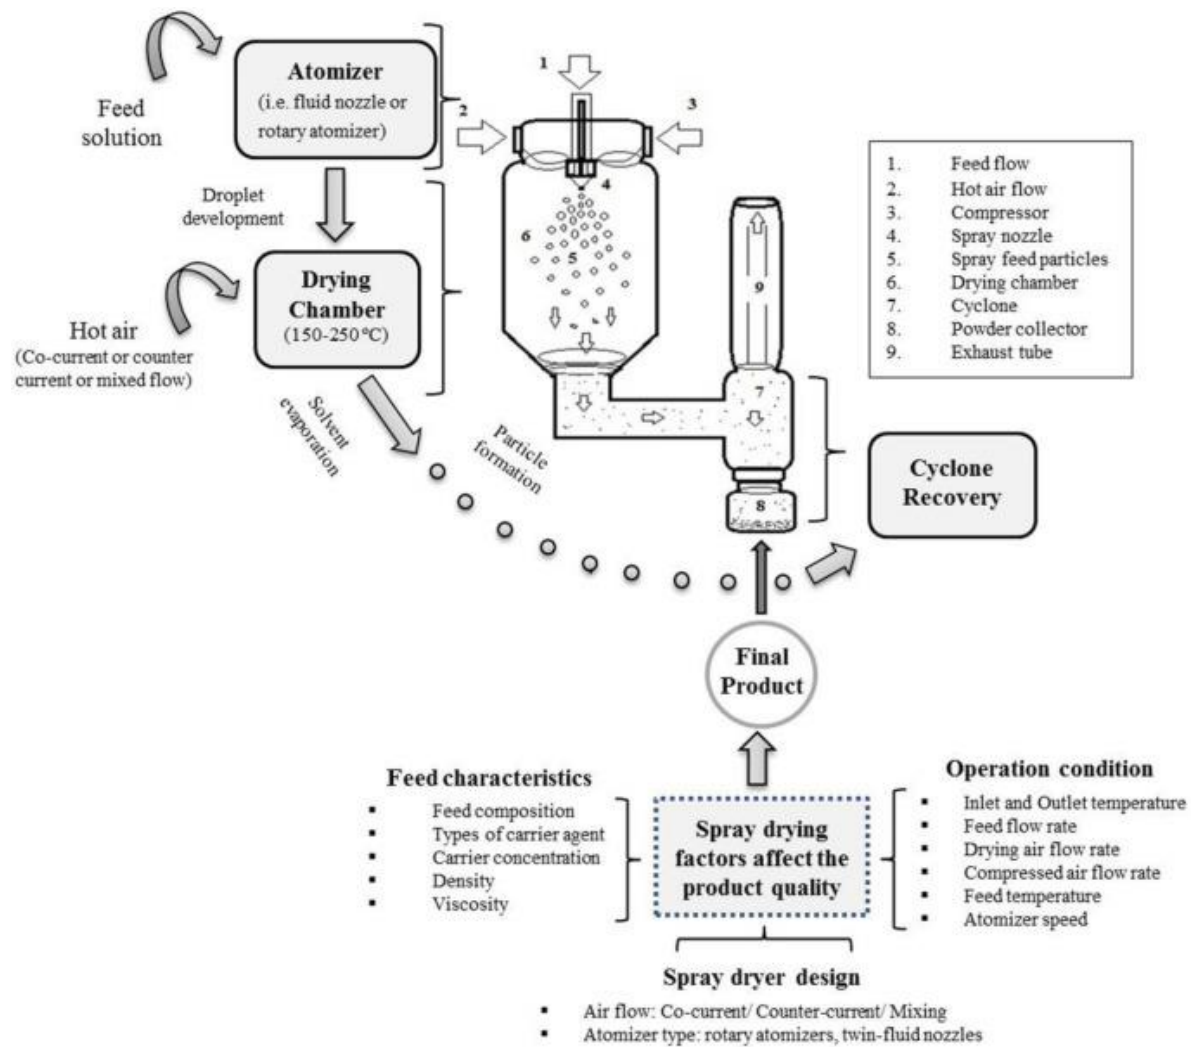 Feed
solution
Atomizer
(i.e. fluid nozzle or
rotary atomizer)
Droplet
development
Drying
Chamber
(150-250°C)
Hot air
(Co-current or counter
current or mixed flow)
Solvent
evaporation
Particle
formation
1
2
3
4
6
5
9
7
8
1. Feed flow
2. Hot air flow
3. Compressor
4. Spray nozzle
5. Spray feed particles
6. Drying chamber
7. Cyclone
8. Powder collector
9. Exhaust tube
Cyclone
Recovery
Final
Product
Feed characteristics
▪ Feed composition
▪ Types of carrier agent
▪ Carrier concentration
▪ Density
▪ Viscosity
Spray drying
factors affect the
product quality
Operation condition
▪ Inlet and Outlet temperature
▪ Feed flow rate
▪ Drying air flow rate
▪ Compressed air flow rate
▪ Feed temperature
▪ Atomizer speed
Spray dryer design
▪ Air flow: Co-current/ Counter-current/ Mixing
▪ Atomizer type: rotary atomizers, twin-fluid nozzles